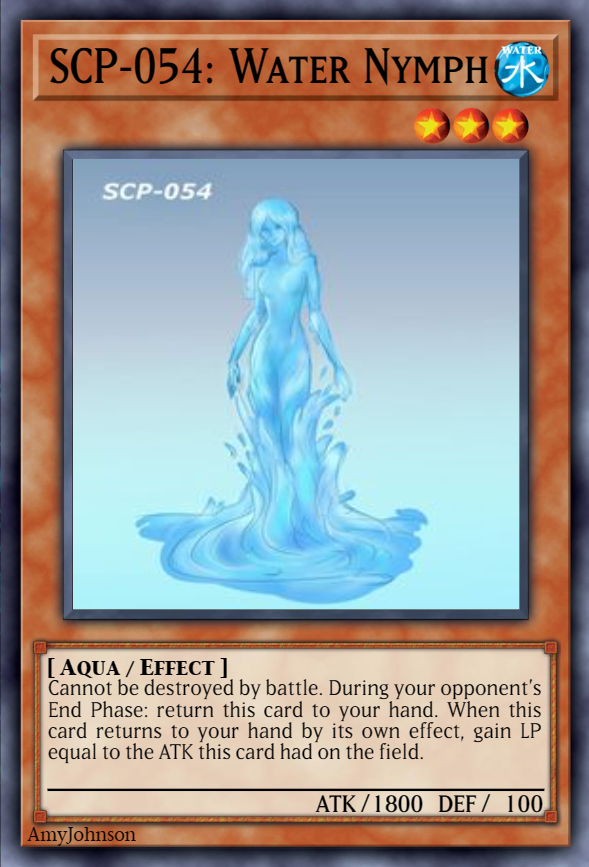 SCP-054: Water Nymph
WATER
水
SCP-054
[ Aqua / Effect ]
Cannot be destroyed by battle. During your opponent's
End Phase: return this card to your hand. When this
card returns to your hand by its own effect, gain LP
equal to the ATK this card had on the field.
ATK / 1800 DEF / 100
AmyJohnson